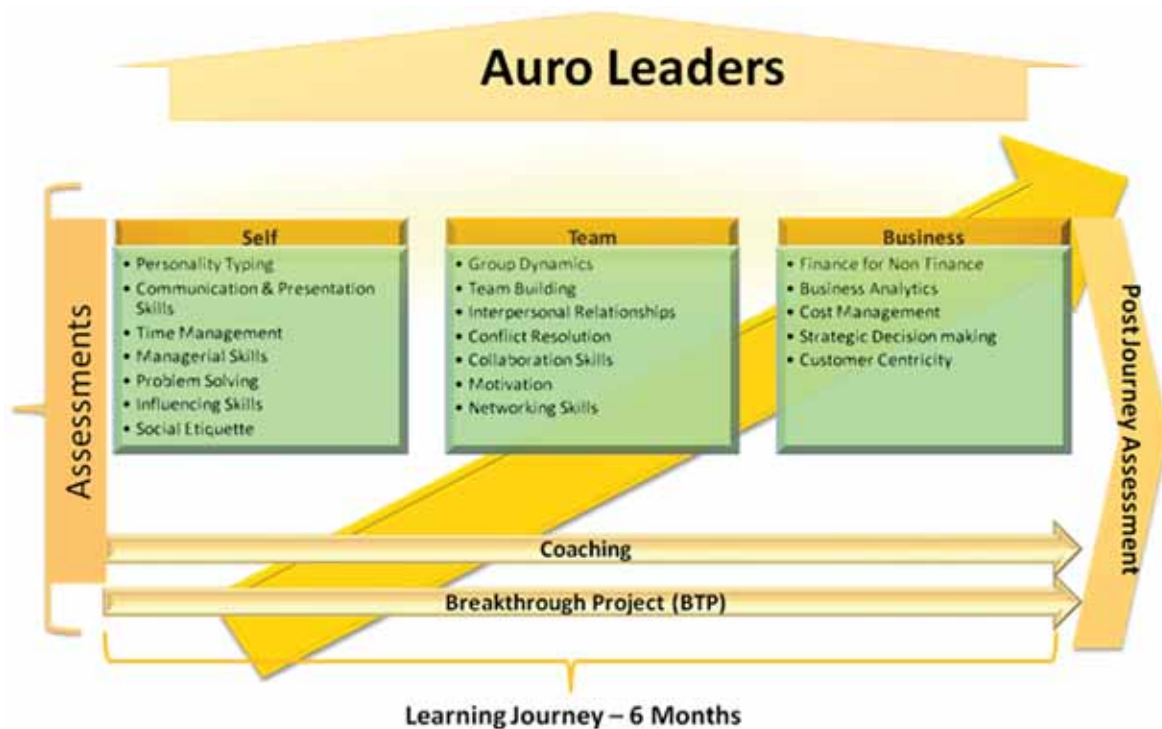 Auro Leaders
Assessments
Self
• Personality Typing
• Communication & Presentation
Skills
• Time Management
• Managerial Skills
• Problem Solving
• Influencing Skills
• Social Etiquette
Team
• Group Dynamics
• Team Building
• Interpersonal Relationships
• Conflict Resolution
• Collaboration Skills
• Motivation
• Networking Skills
Business
• Finance for Non Finance
• Business Analytics
• Cost Management
• Strategic Decision making
• Customer Centricity
Post Journey Assessment
Coaching
Breakthrough Project (BTP)
Learning Journey – 6 Months